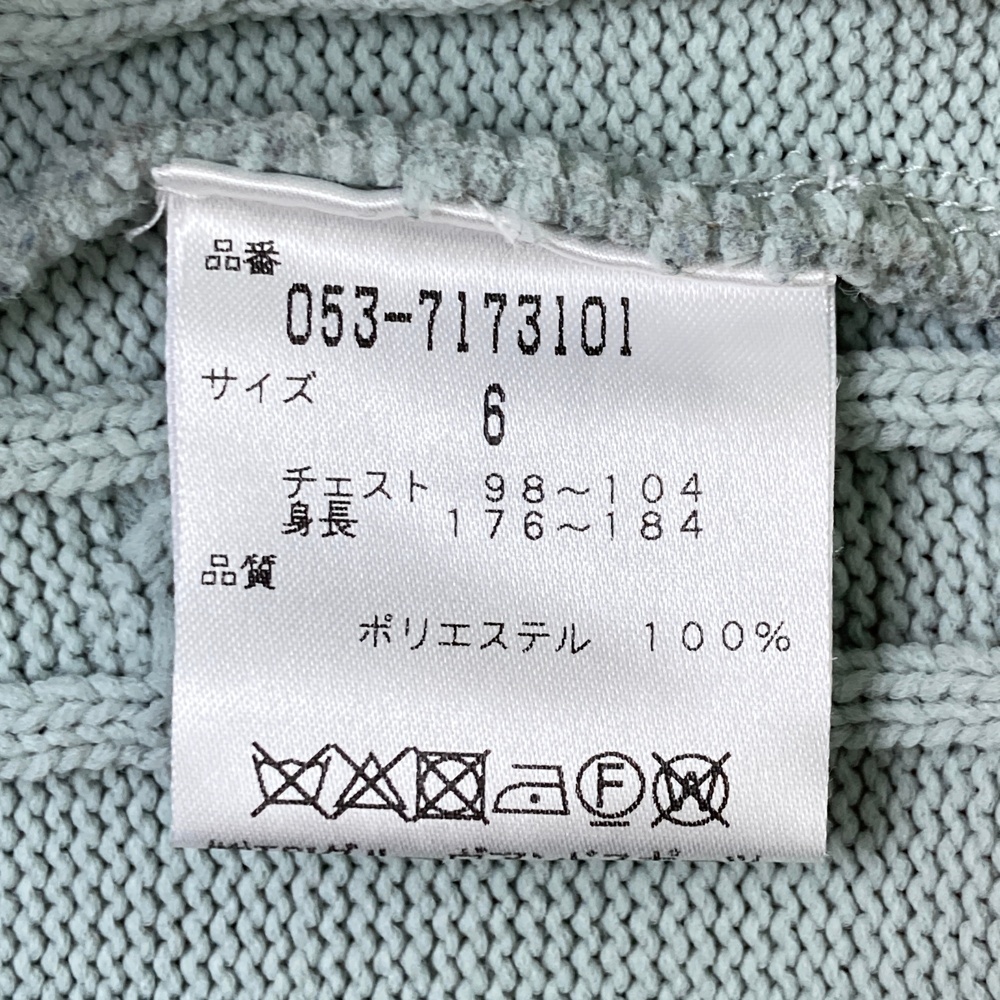 品番
053-7173101
サイズ
6
チェスト 98～104
身長 176～184
品質
ポリエステル 100%
F
W